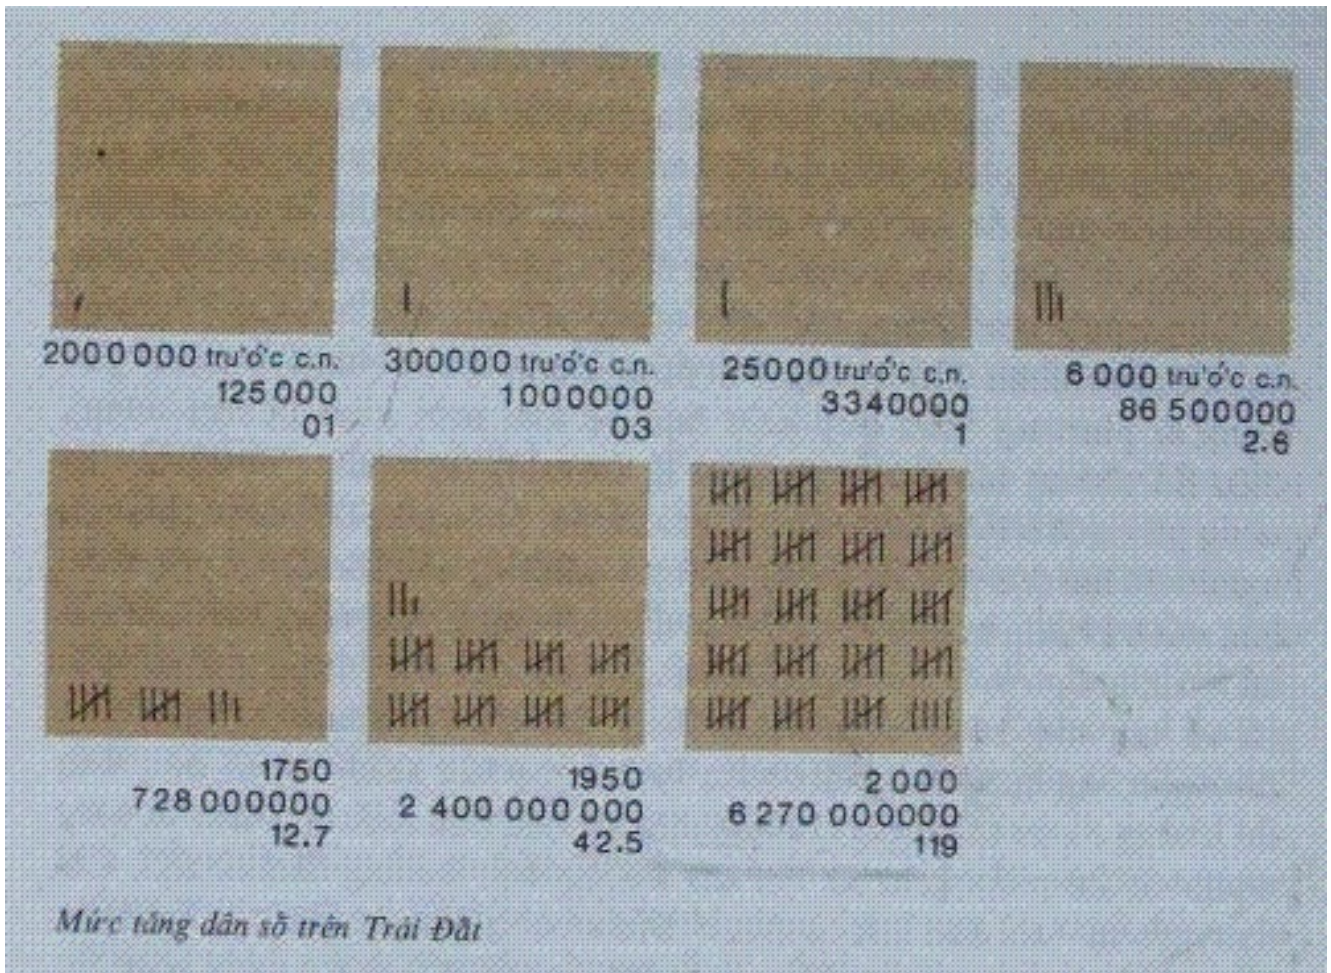 2000000 trước c.n.
125 000
01
300000 trước c.n.
1000000
03
25000 trước c.n.
3340000
1
6 000 trước c.n.
86 500000
2.6
1750
728 000000
12.7
1950
2 400 000 000
42.5
2 000
6 270 000000
119
Mức tăng dân số trên Trái Đất